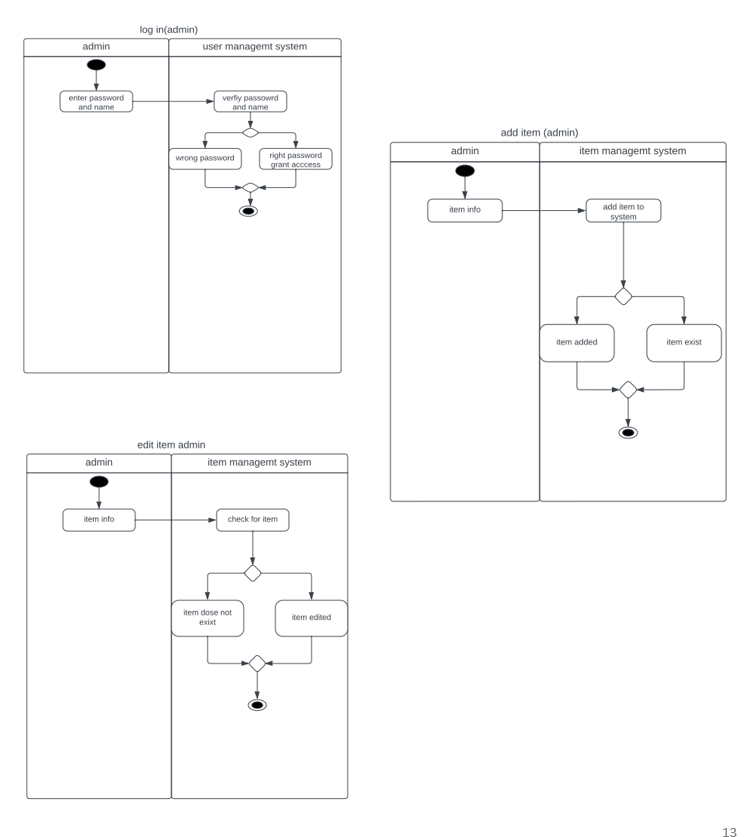 log in(admin)
admin
user managemt system
enter password
and name
verfiy passowrd
and name
wrong password
right password
grant acccess
add item (admin)
admin
item managemt system
item info
add item to
system
item added
item exist
edit item admin
admin
item managemt system
item info
check for item
item dose not
exixt
item edited
13